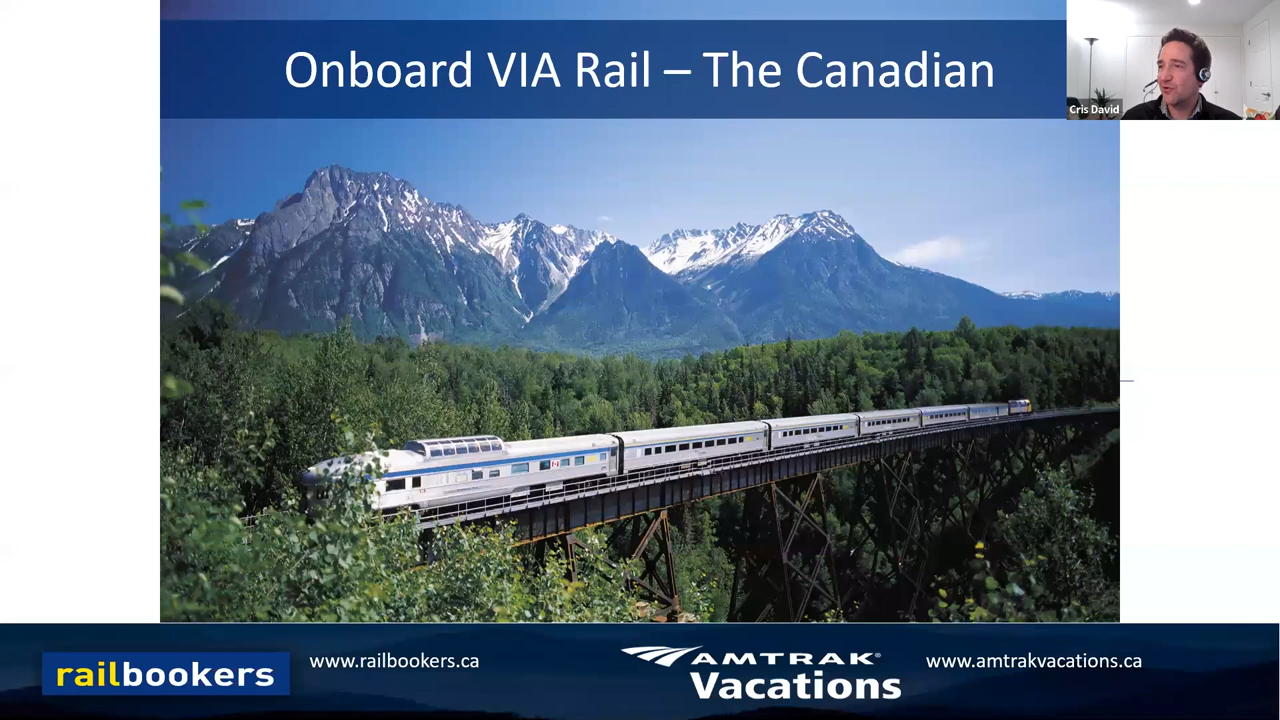 Onboard VIA Rail – The Canadian
Cris David
railbookers
www.railbookers.ca
AMTRAK®
Vacations
www.amtrakvacations.ca